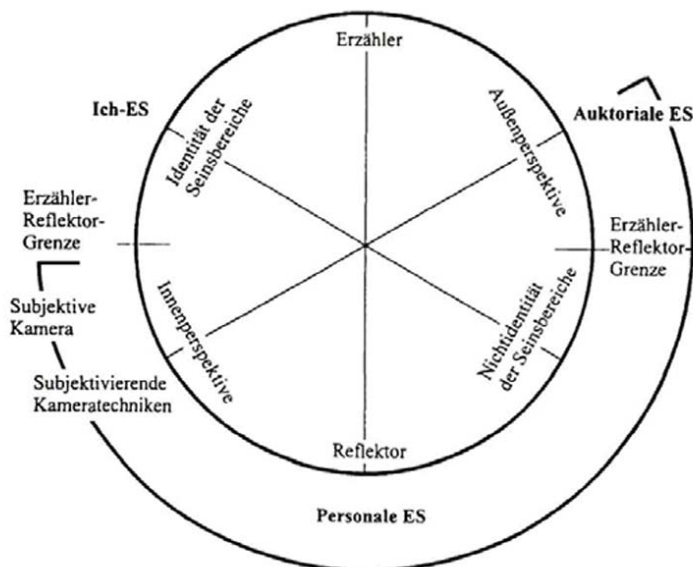 Erzähler
Ich-ES
Identität der
Seinsbereiche
Außenperspektive
Auktoriale ES
Erzähler-
Reflektor-
Grenze
Erzähler-
Reflektor-
Grenze
Subjektive
Kamera
Subjektivierende
Kameratechniken
Innenperspektive
Nichtidentität
der Seinsbereiche
Reflektor
Personale ES